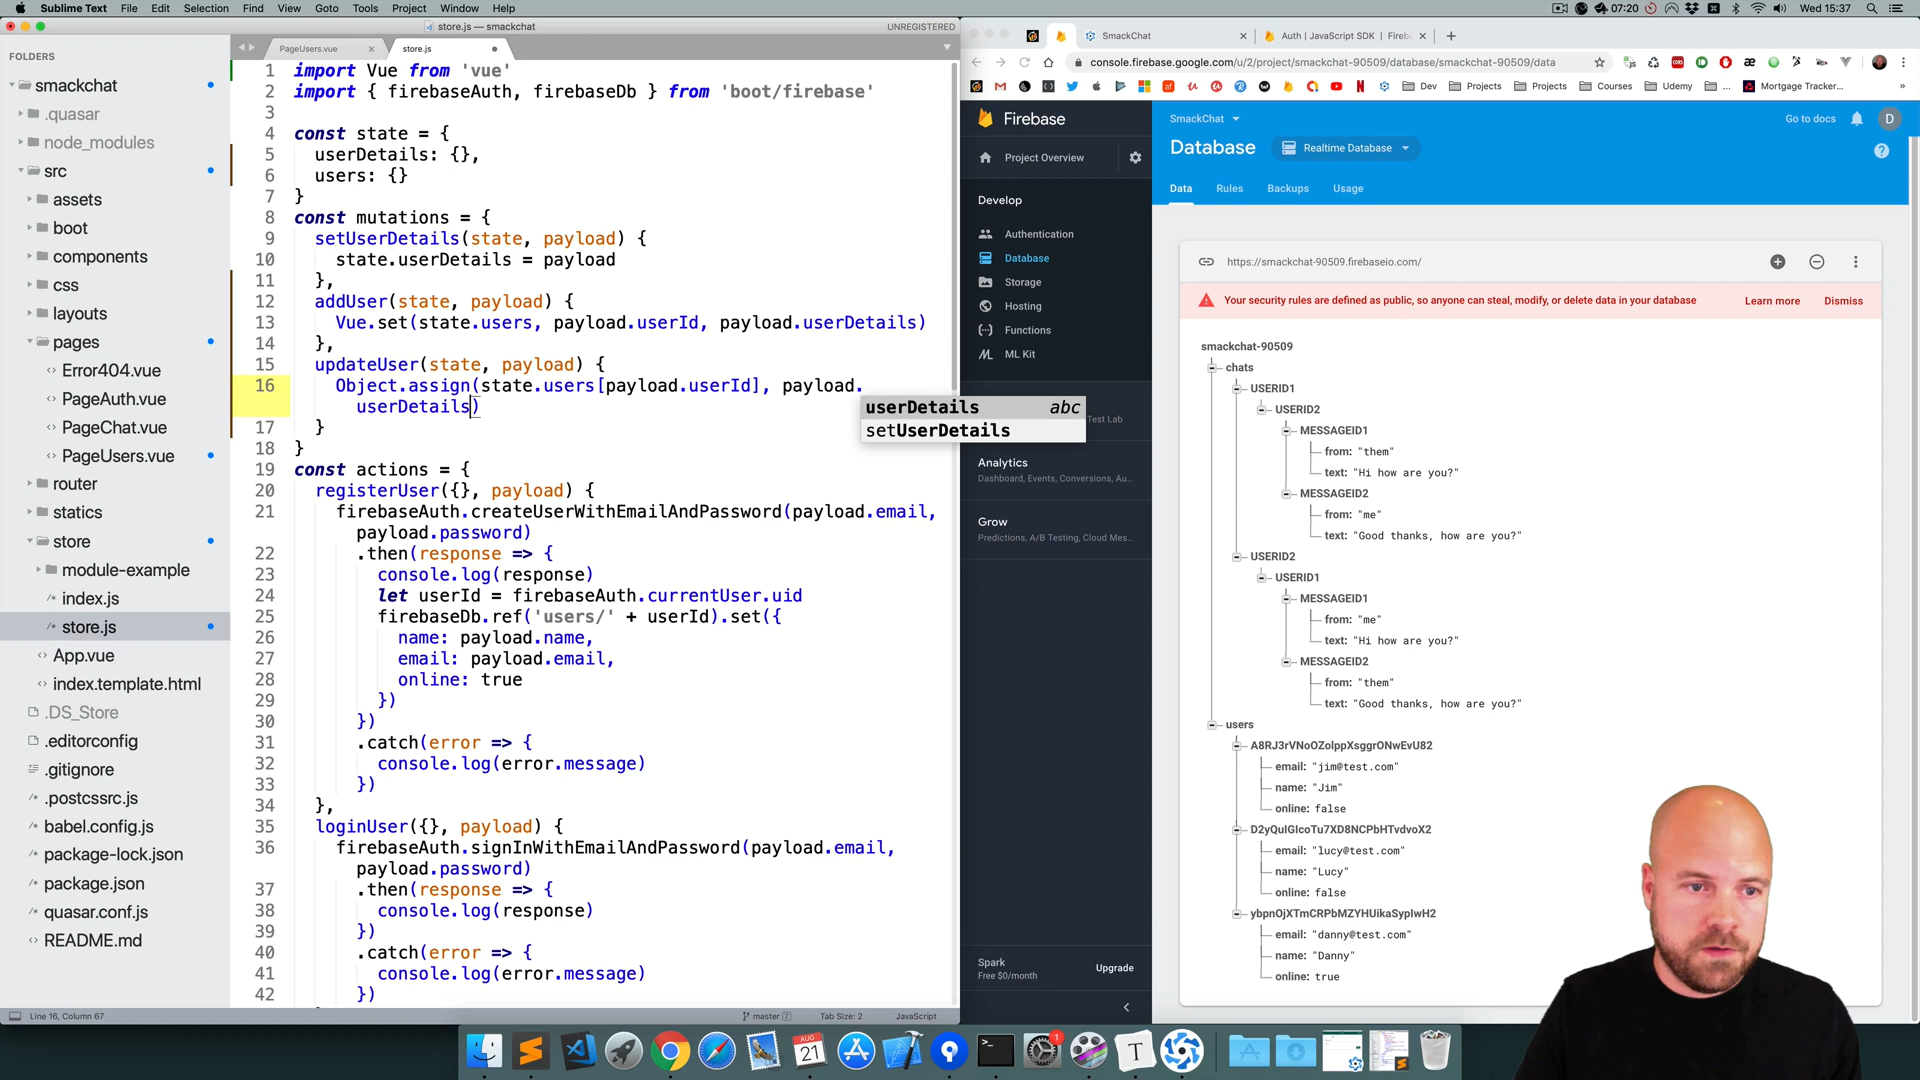 Sublime Text File Edit Selection Find View Goto Tools Project Window Help
07:20 Wed 15:37
store.js — smackchat
UNREGISTERED
FOLDERS
smackchat
.quasar
node_modules
src
assets
boot
components
css
layouts
pages
Error404.vue
PageAuth.vue
PageChat.vue
PageUsers.vue
router
statics
store
module-example
index.js
store.js
App.vue
index.template.html
.DS_Store
.editorconfig
.gitignore
.postcssrc.js
babel.config.js
package-lock.json
package.json
quasar.conf.js
README.md
PageUsers.vue
store.js
1 import Vue from 'vue'
2 import { firebaseAuth, firebaseDb } from 'boot/firebase'
3
4 const state = {
5 userDetails: {},
6 users: {}
7 }
8 const mutations = {
9 setUserDetails(state, payload) {
10 state.userDetails = payload
11 },
12 addUser(state, payload) {
13 Vue.set(state.users, payload.userId, payload.userDetails)
14 },
15 updateUser(state, payload) {
16 Object.assign(state.users[payload.userId], payload.
userDetails)
17 }
18 }
19 const actions = {
20 registerUser({}, payload) {
21 firebaseAuth.createUserWithEmailAndPassword(payload.email,
payload.password)
22 .then(response => {
23 console.log(response)
24 let userId = firebaseAuth.currentUser.uid
25 firebaseDb.ref('users/' + userId).set({
26 name: payload.name,
27 email: payload.email,
28 online: true
29 })
30 })
31 .catch(error => {
32 console.log(error.message)
33 })
34 },
35 loginUser({}, payload) {
36 firebaseAuth.signInWithEmailAndPassword(payload.email,
payload.password)
37 .then(response => {
38 console.log(response)
39 })
40 .catch(error => {
41 console.log(error.message)
42 })
userDetails abc
setUserDetails
Line 16, Column 67
master 2
Tab Size: 2
JavaScript
SmackChat
Auth | JavaScript SDK | Fireb
console.firebase.google.com/u/2/project/smackchat-90509/database/smackchat-90509/data
Dev Projects Projects Courses Udemy ... Mortgage Tracker...
Firebase
Project Overview
Develop
Authentication
Database
Storage
Hosting
Functions
ML Kit
Test Lab
Analytics
Dashboard, Events, Conversions, Au...
Grow
Predictions, A/B Testing, Cloud Mes...
Spark
Free $0/month
Upgrade
SmackChat
Go to docs
D
Database
Realtime Database
Data Rules Backups Usage
https://smackchat-90509.firebaseio.com/
Your security rules are defined as public, so anyone can steal, modify, or delete data in your database
Learn more
Dismiss
smackchat-90509
chats
USERID1
USERID2
MESSAGEID1
from: "them"
text: "Hi how are you?"
MESSAGEID2
from: "me"
text: "Good thanks, how are you?"
USERID2
USERID1
MESSAGEID1
from: "me"
text: "Hi how are you?"
MESSAGEID2
from: "them"
text: "Good thanks, how are you?"
users
A8RJ3rVNoOZolppXsggrONwEvU82
email: "jim@test.com"
name: "Jim"
online: false
D2yQuIGIcoTu7XD8NCPbHTvdvoX2
email: "lucy@test.com"
name: "Lucy"
online: false
ybpnOjXTmCRPbMZYHUikaSypIwH2
email: "danny@test.com"
name: "Danny"
online: true
AUG
21
1
T